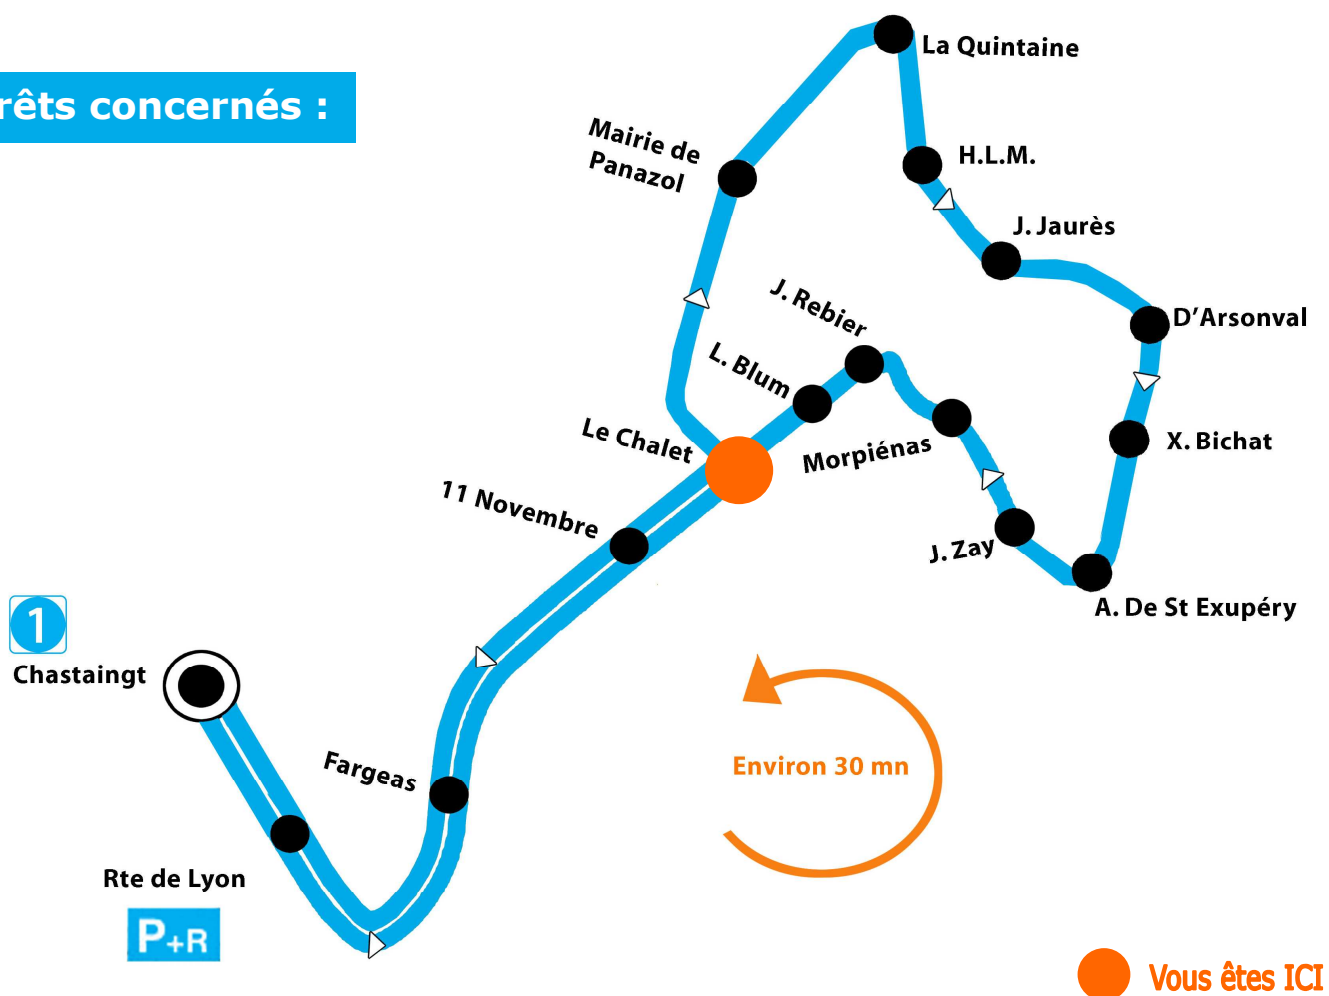 La Quintaine
rêts concernés :
Mairie de
Panazol
H.L.M.
J. Jaurès
J. Rebier
D'Arsonval
L. Blum
Le Chalet
Morpiénas
X. Bichat
11 Novembre
J. Zay
A. De St Exupéry
1
Chastaingt
Fargeas
Environ 30 mn
Rte de Lyon
P+R
Vous êtes ICI